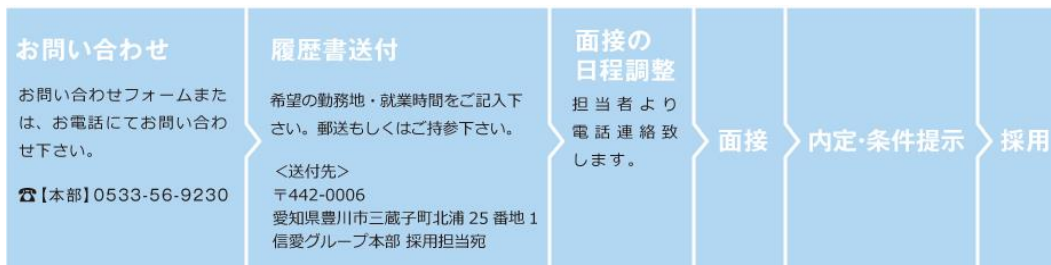 お問い合わせ
お問い合わせフォームまた
は、お電話にてお問い合わ
せ下さい。
☎【本部】0533-56-9230
履歴書送付
希望の勤務地・就業時間をご記入下
さい。郵送もしくはご持参下さい。
＜送付先＞
〒442-0006
愛知県豊川市三蔵子町北浦 25 番地 1
信愛グループ本部 採用担当宛
面接の
日程調整
担当者より
電話連絡致
します。
面接
内定・条件提示
採用